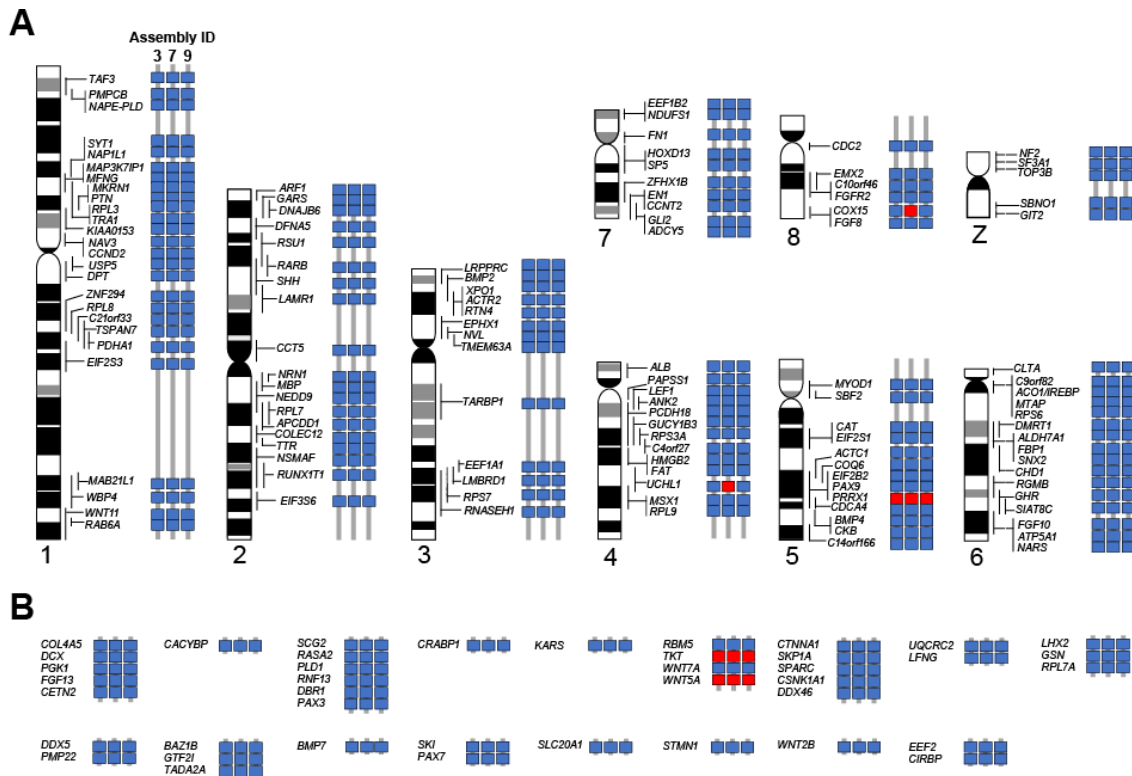 A
Assembly ID
3 7 9
TAF3
PMPCB
NAPE-PLD
SYT1
NAP1L1
MAP3K7IP1
MFNG
MKRN1
PTN
RPL3
TRA1
KIAA0153
NAV3
CCND2
USP5
DPT
ZNF294
RPL8
C21orf33
TSPAN7
PDHA1
EIF2S3
MAB21L1
WBP4
WNT11
RAB6A
1
ARF1
GARS
DNAJB6
DFNA5
RSU1
RARB
SHH
LAMR1
CCT5
NRN1
MBP
NEDD9
RPL7
APCDD1
COLEC12
TTR
NSMAF
RUNX1T1
EIF3S6
2
LRPPRC
BMP2
XPO1
ACTR2
RTN4
EPHX1
NVL
TMEM63A
TARBP1
EEF1A1
LMBRD1
RPS7
RNASEH1
3
EEF1B2
NDUFS1
FN1
HOXD13
SP5
ZFHX1B
EN1
CCNT2
GLI2
ADCY5
7
CDC2
EMX2
C10orf46
FGFR2
COX15
FGF8
8
NF2
SF3A1
TOP3B
SBNO1
GIT2
Z
ALB
PAPSS1
LEF1
ANK2
PCDH18
GUCY1B3
RPS3A
C4orf27
HMGB2
FAT
UCHL1
MSX1
RPL9
4
MYOD1
SBF2
CAT
EIF2S1
ACTC1
COQ6
EIF2B2
PAX9
PRRX1
CDCA4
BMP4
CKB
C14orf166
5
CLTA
C9orf82
ACO1/IREBP
MTAP
RPS6
DMRT1
ALDH7A1
FBP1
SNX2
CHD1
RGMB
GHR
SIAT8C
FGF10
ATP5A1
NARS
6
B
COL4A5
DCX
PGK1
FGF13
CETN2
CACYBP
SCG2
RASA2
PLD1
RNF13
DBR1
PAX3
CRABP1
KARS
RBM5
TKT
WNT7A
WNT5A
CTNNA1
SKP1A
SPARC
CSNK1A1
DDX46
UQCRC2
LFNG
LHX2
GSN
RPL7A
DDX5
PMP22
BAZ1B
GTF2I
TADA2A
BMP7
SKI
PAX7
SLC20A1
STMN1
WNT2B
EEF2
CIRBP